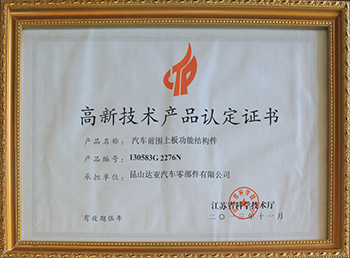 高新技术产品认定证书
产品名称: 汽车前围上板功能结构件
产品编号: 130583G 2276N
承担单位: 昆山达亚汽车零部件有限公司
江苏省科学技术厅
有效期伍年 二〇一三年十一月